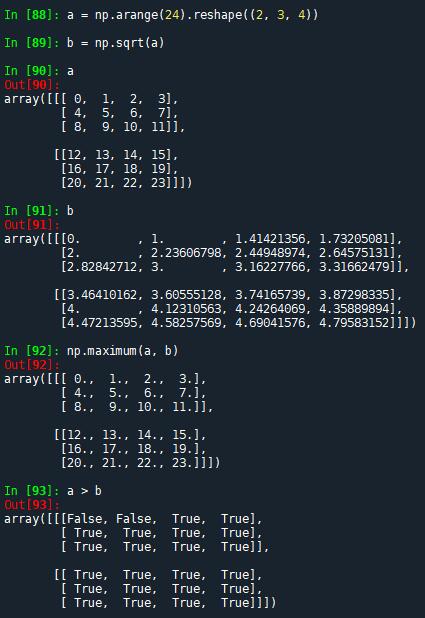 In [88]: a = np.arange(24).reshape((2, 3, 4))
In [89]: b = np.sqrt(a)
In [90]: a
Out[90]:
array([[[ 0,  1,  2,  3],
        [ 4,  5,  6,  7],
        [ 8,  9, 10, 11]],
       [[12, 13, 14, 15],
        [16, 17, 18, 19],
        [20, 21, 22, 23]]])
In [91]: b
Out[91]:
array([[[0.        , 1.        , 1.41421356, 1.73205081],
        [2.        , 2.23606798, 2.44948974, 2.64575131],
        [2.82842712, 3.        , 3.16227766, 3.31662479]],
       [[3.46410162, 3.60555128, 3.74165739, 3.87298335],
        [4.        , 4.12310563, 4.24264069, 4.35889894],
        [4.47213595, 4.58257569, 4.69041576, 4.79583152]]])
In [92]: np.maximum(a, b)
Out[92]:
array([[[ 0.,  1.,  2.,  3.],
        [ 4.,  5.,  6.,  7.],
        [ 8.,  9., 10., 11.]],
       [[12., 13., 14., 15.],
        [16., 17., 18., 19.],
        [20., 21., 22., 23.]]])
In [93]: a > b
Out[93]:
array([[[False, False,  True,  True],
        [ True,  True,  True,  True],
        [ True,  True,  True,  True]],
       [[ True,  True,  True,  True],
        [ True,  True,  True,  True],
        [ True,  True,  True,  True]]])